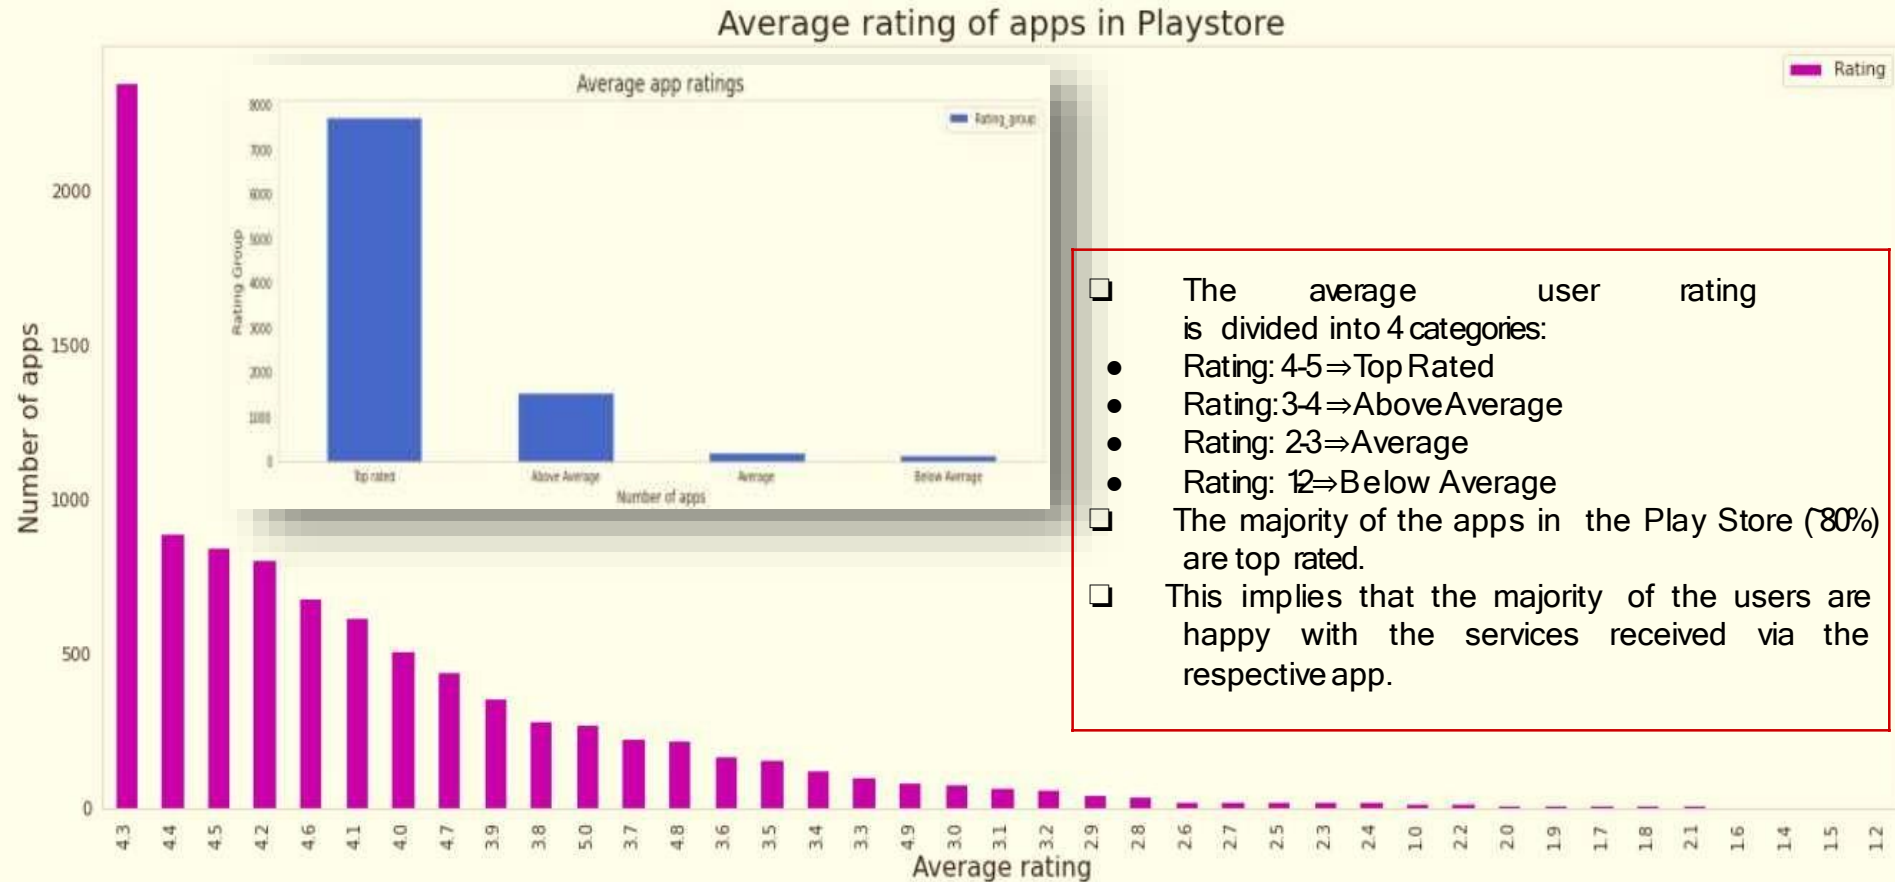 Average rating of apps in Playstore
Rating
Number of apps
2000
1500
1000
500
0
4.3 4.4 4.5 4.2 4.6 4.1 4.0 4.7 3.9 3.8 5.0 3.7 4.8 3.6 3.5 3.4 3.3 4.9 3.0 3.1 3.2 2.9 2.8 2.6 2.7 2.5 2.3 2.4 1.0 2.2 2.0 1.9 1.7 1.8 2.1 1.6 1.4 1.5 1.2
Average rating
Average app ratings
Rating_group
Rating Group
8000
7000
6000
5000
4000
3000
2000
1000
0
Top rated Above Average Average Below Average
Number of apps
❑ The average user rating
is divided into 4 categories:
● Rating: 4-5⇒Top Rated
● Rating:3-4⇒Above Average
● Rating: 2-3⇒Average
● Rating: 1-2⇒Below Average
❑ The majority of the apps in the Play Store (~80%)
are top rated.
❑ This implies that the majority of the users are
happy with the services received via the
respective app.